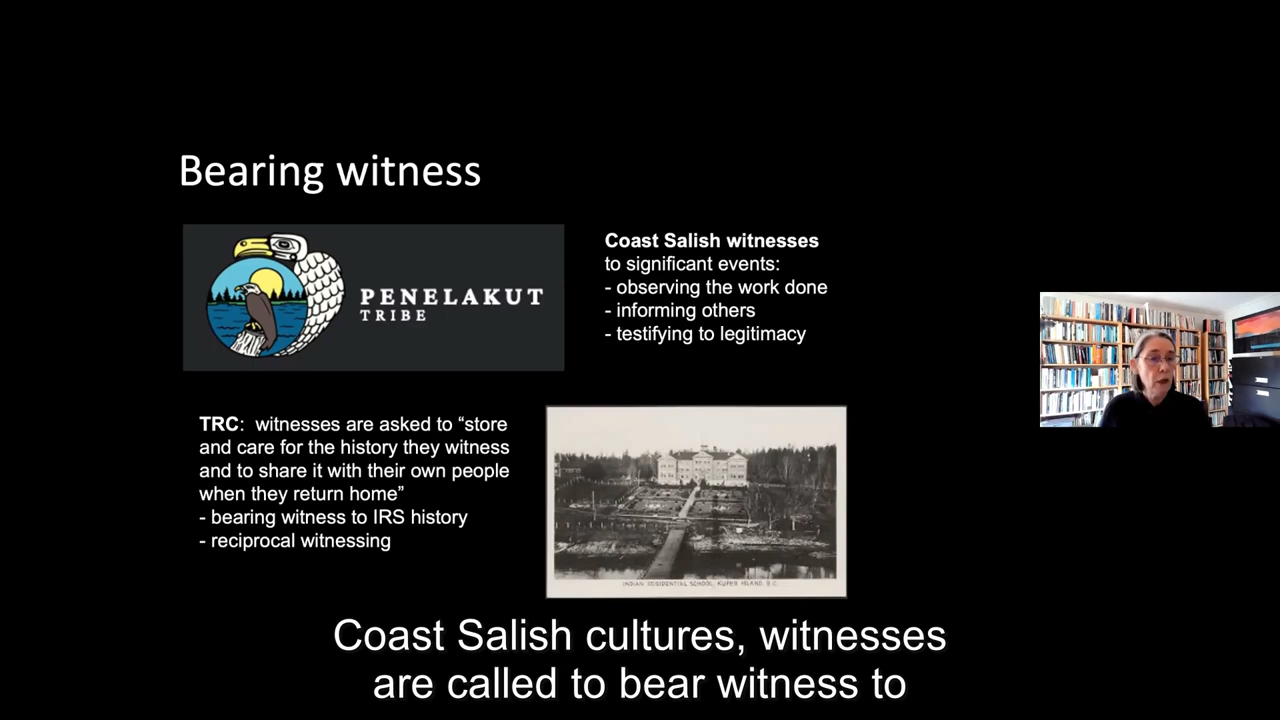 Bearing witness
PENELAKUT
TRIBE
Coast Salish witnesses
to significant events:
- observing the work done
- informing others
- testifying to legitimacy
TRC:  witnesses are asked to “store
and care for the history they witness
and to share it with their own people
when they return home”
- bearing witness to IRS history
- reciprocal witnessing
INDIAN RESIDENTIAL SCHOOL, KUPER ISLAND, B.C.
Coast Salish cultures, witnesses
are called to bear witness to